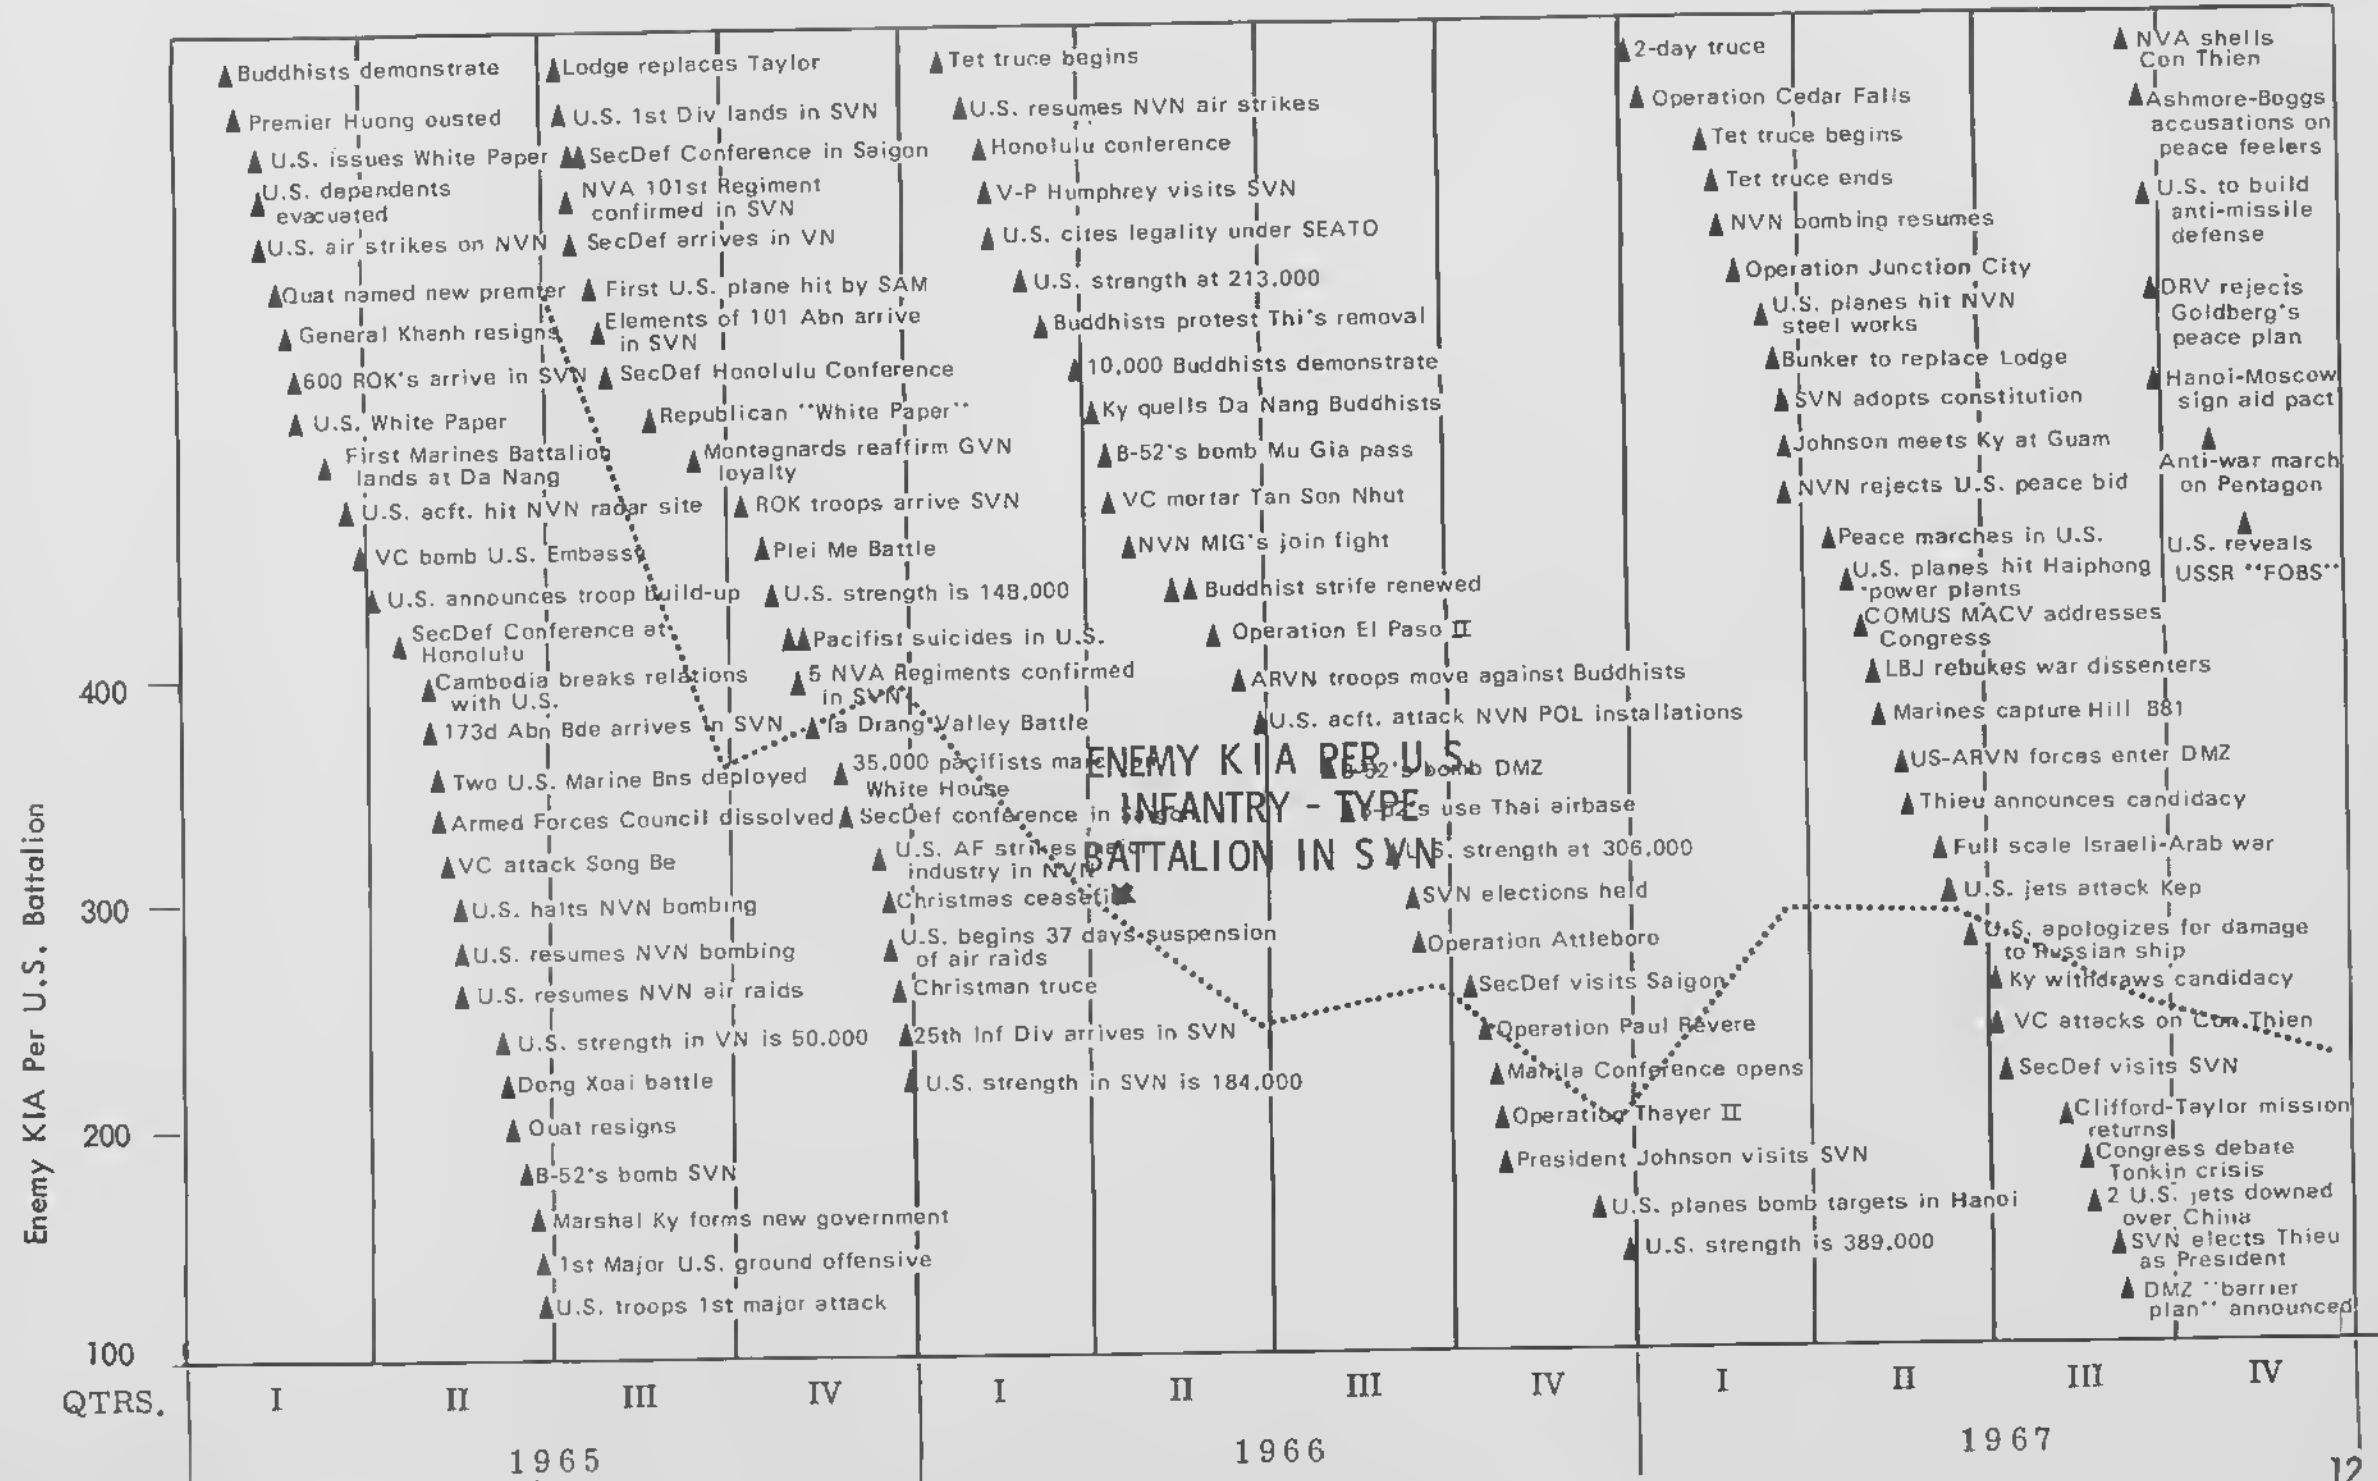 Buddhists demonstrate
Premier Huong ousted
U.S. issues White Paper
U.S. dependents
evacuated
U.S. air strikes on NVN
Quat named new premier
General Khanh resigns
600 ROK's arrive in SVN
U.S. White Paper
First Marines Battalion
lands at Da Nang
U.S. acft. hit NVN radar site
VC bomb U.S. Embassy
U.S. announces troop build-up
SecDef Conference at
Honolulu
Cambodia breaks relations
with U.S.
173d Abn Bde arrives in SVN
Two U.S. Marine Bns deployed
Armed Forces Council dissolved
VC attack Song Be
U.S. halts NVN bombing
U.S. resumes NVN bombing
U.S. resumes NVN air raids
U.S. strength in VN is 50.000
Dong Xoai battle
Quat resigns
B-52's bomb SVN
Marshal Ky forms new government
1st Major U.S. ground offensive
U.S. troops 1st major attack
Lodge replaces Taylor
U.S. 1st Div lands in SVN
SecDef Conference in Saigon
NVA 101st Regiment
confirmed in SVN
SecDef arrives in VN
First U.S. plane hit by SAM
Elements of 101 Abn arrive
in SVN
SecDef Honolulu Conference
Republican "White Paper"
Montagnards reaffirm GVN
loyalty
ROK troops arrive SVN
Plei Me Battle
U.S. strength is 148,000
Pacifist suicides in U.S.
5 NVA Regiments confirmed
in SVN
Ia Drang Valley Battle
35,000 pacifists
White House
SecDef conference in Saigon
U.S. AF strikes major
industry in NVN
Christmas ceasefire
U.S. begins 37 days suspension
of air raids
Christman truce
25th Inf Div arrives in SVN
U.S. strength in SVN is 184,000
Tet truce begins
U.S. resumes NVN air strikes
Honolulu conference
V-P Humphrey visits SVN
U.S. cites legality under SEATO
U.S. strength at 213,000
Buddhists protest Thi's removal
10,000 Buddhists demonstrate
Ky quells Da Nang Buddhists
B-52's bomb Mu Gia pass
VC mortar Tan Son Nhut
NVN MIG's join fight
Buddhist strife renewed
Operation El Paso II
ARVN troops move against Buddhists
U.S. acft. attack NVN POL installations
B-52's bomb DMZ
B-52's use Thai airbase
U.S. strength at 306,000
SVN elections held
Operation Attleboro
SecDef visits Saigon
Operation Paul Revere
Manila Conference opens
Operation Thayer II
President Johnson visits SVN
U.S. planes bomb targets in Hanoi
U.S. strength is 389,000
ENEMY KIA PER U.S.
INFANTRY - TYPE
BATTALION IN SVN
2-day truce
Operation Cedar Falls
Tet truce begins
Tet truce ends
NVN bombing resumes
Operation Junction City
U.S. planes hit NVN
steel works
Bunker to replace Lodge
SVN adopts constitution
Johnson meets Ky at Guam
NVN rejects U.S. peace bid
Peace marches in U.S.
U.S. planes hit Haiphong
power plants
COMUS MACV addresses
Congress
LBJ rebukes war dissenters
Marines capture Hill 881
US-ARVN forces enter DMZ
Thieu announces candidacy
Full scale Israeli-Arab war
U.S. jets attack Kep
U.S. apologizes for damage
to Russian ship
Ky withdraws candidacy
VC attacks on Con Thien
SecDef visits SVN
Clifford-Taylor mission
returns
Congress debate
Tonkin crisis
2 U.S. jets downed
over China
SVN elects Thieu
as President
DMZ "barrier
plan" announced
NVA shells
Con Thien
Ashmore-Boggs
accusations on
peace feelers
U.S. to build
anti-missile
defense
DRV rejects
Goldberg's
peace plan
Hanoi-Moscow
sign aid pact
Anti-war march
on Pentagon
U.S. reveals
USSR "FOBS"
Enemy KIA Per U.S. Battalion
400
300
200
100
QTRS. I II III IV I II III IV I II III IV
1965 1966 1967
12